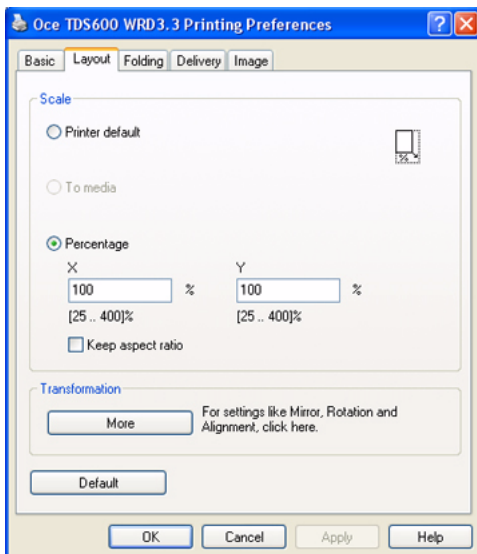 Oce TDS600 WRD3.3 Printing Preferences
Basic Layout Folding Delivery Image
Scale
Printer default
%
To media
Percentage
X Y
100 % 100 %
[25 .. 400]% [25 .. 400]%
Keep aspect ratio
Transformation
More
For settings like Mirror, Rotation and
Alignment, click here.
Default
OK Cancel Apply Help